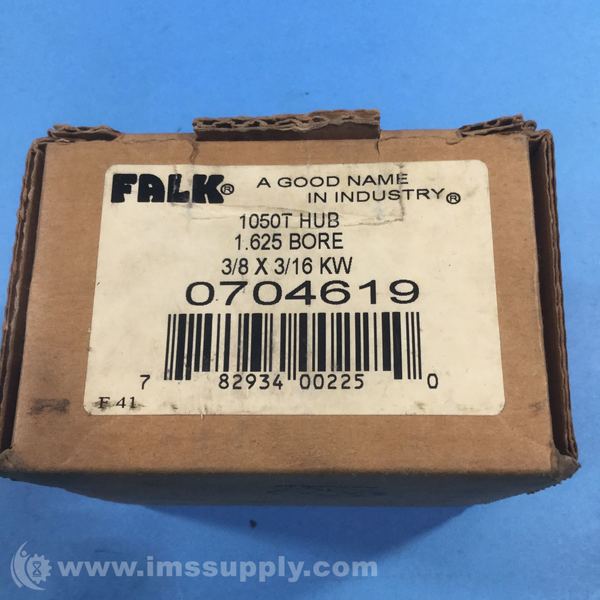 FALK® A GOOD NAME
IN INDUSTRY®
1050T HUB
1.625 BORE
3/8 X 3/16 KW
0704619
7 82934 00225 0
F 41
www.imssupply.com